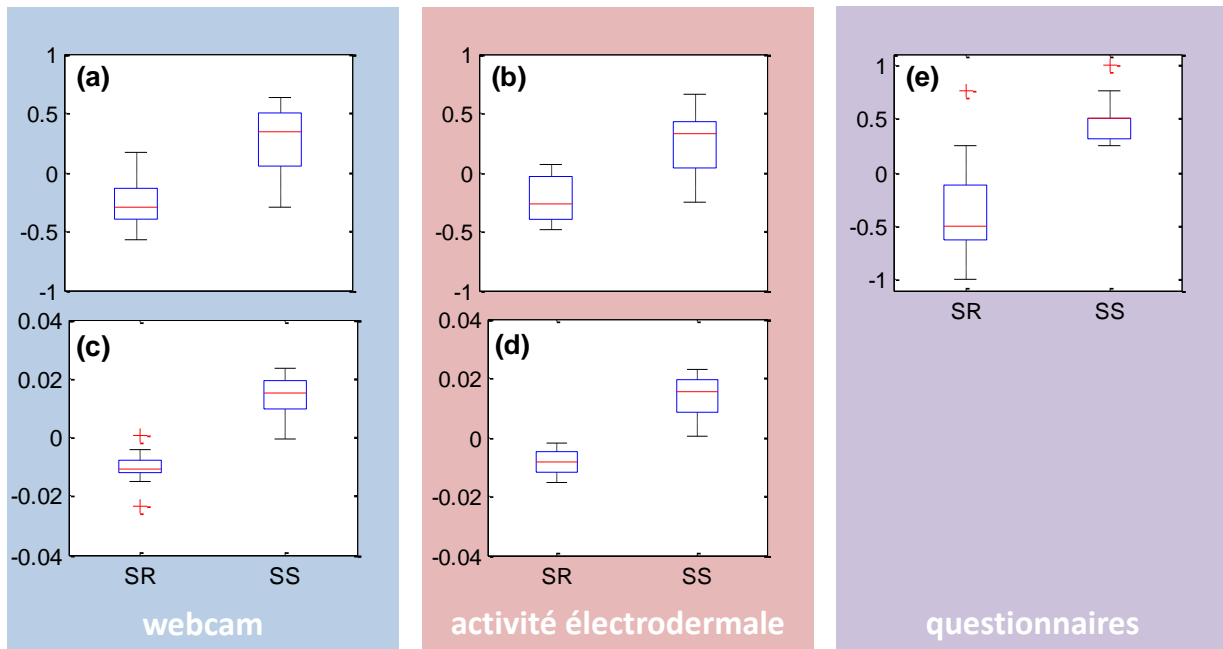 (a)
1
0.5
0
-0.5
-1
(b)
1
0.5
0
-0.5
-1
(e)
1
0.5
0
-0.5
-1
SR SS
(c)
0.04
0.02
0
-0.02
-0.04
SR SS
(d)
0.04
0.02
0
-0.02
-0.04
SR SS
webcam
activité électrodermale
questionnaires